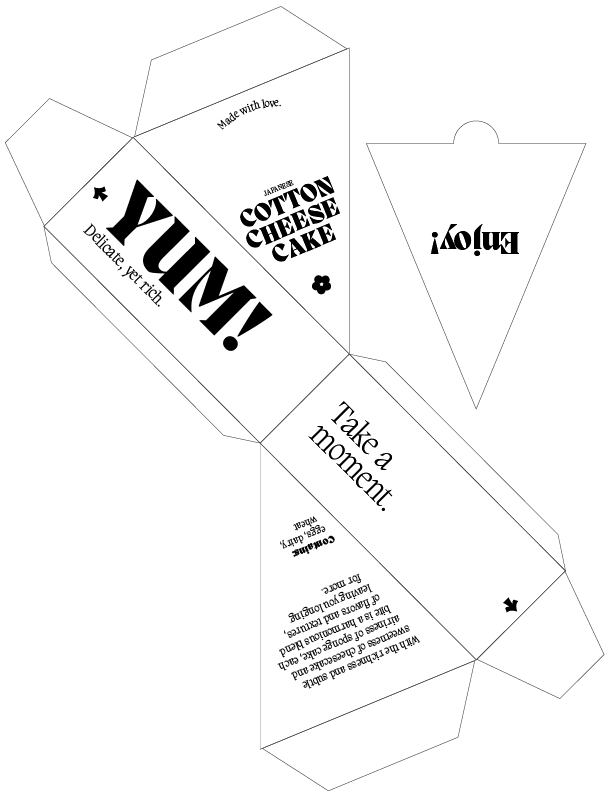 Made with love.
JAPANESE
COTTON
CHEESE
CAKE
YUM!
Delicate, yet rich.
Enjoy!
Take a
moment.
Contains:
eggs, dairy,
wheat
with the richness and subtle
sweetness of cheesecake and
airiness of sponge cake, each
bite is a harmonious blend
of flavors and textures,
leaving you longing
for more.